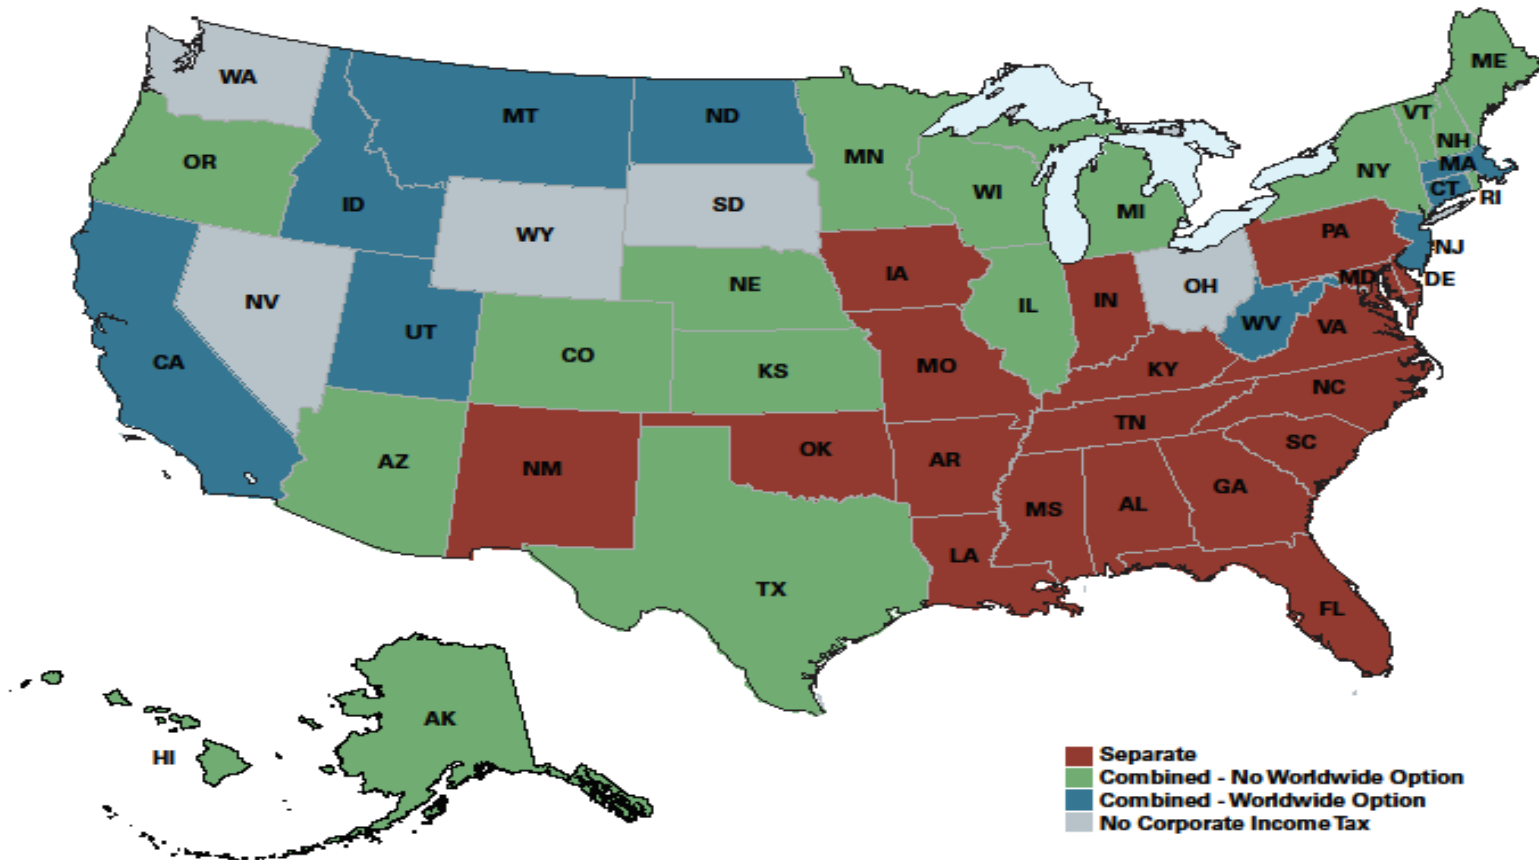 ME
WA
VT
MT
ND
NH
MN
OR
MA
NY
WI
CT
RI
ID
SD
MI
WY
PA
NJ
IA
MD
DE
NE
IN
OH
NV
IL
WV
VA
UT
CO
CA
KS
MO
KY
NC
TN
SC
OK
AZ
NM
AR
GA
MS
AL
LA
TX
FL
AK
HI
Separate
Combined - No Worldwide Option
Combined - Worldwide Option
No Corporate Income Tax